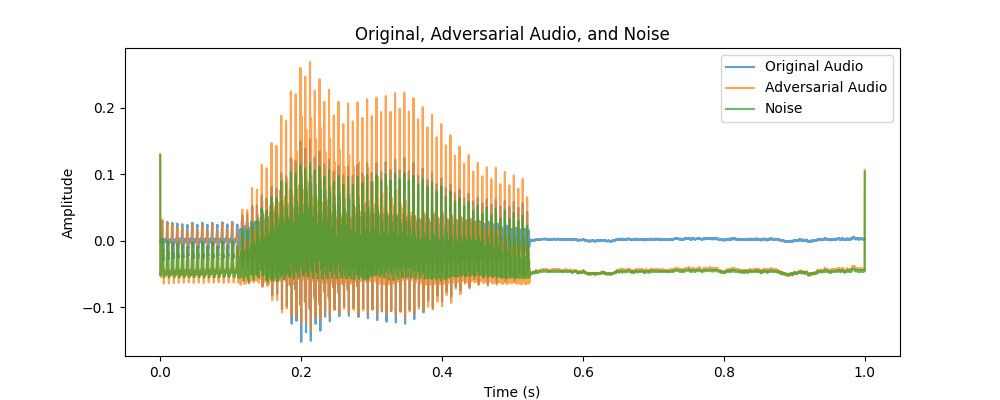 Original, Adversarial Audio, and Noise
Original Audio
Adversarial Audio
Noise
Amplitude
0.2
0.1
0.0
−0.1
0.0
0.2
0.4
0.6
0.8
1.0
Time (s)